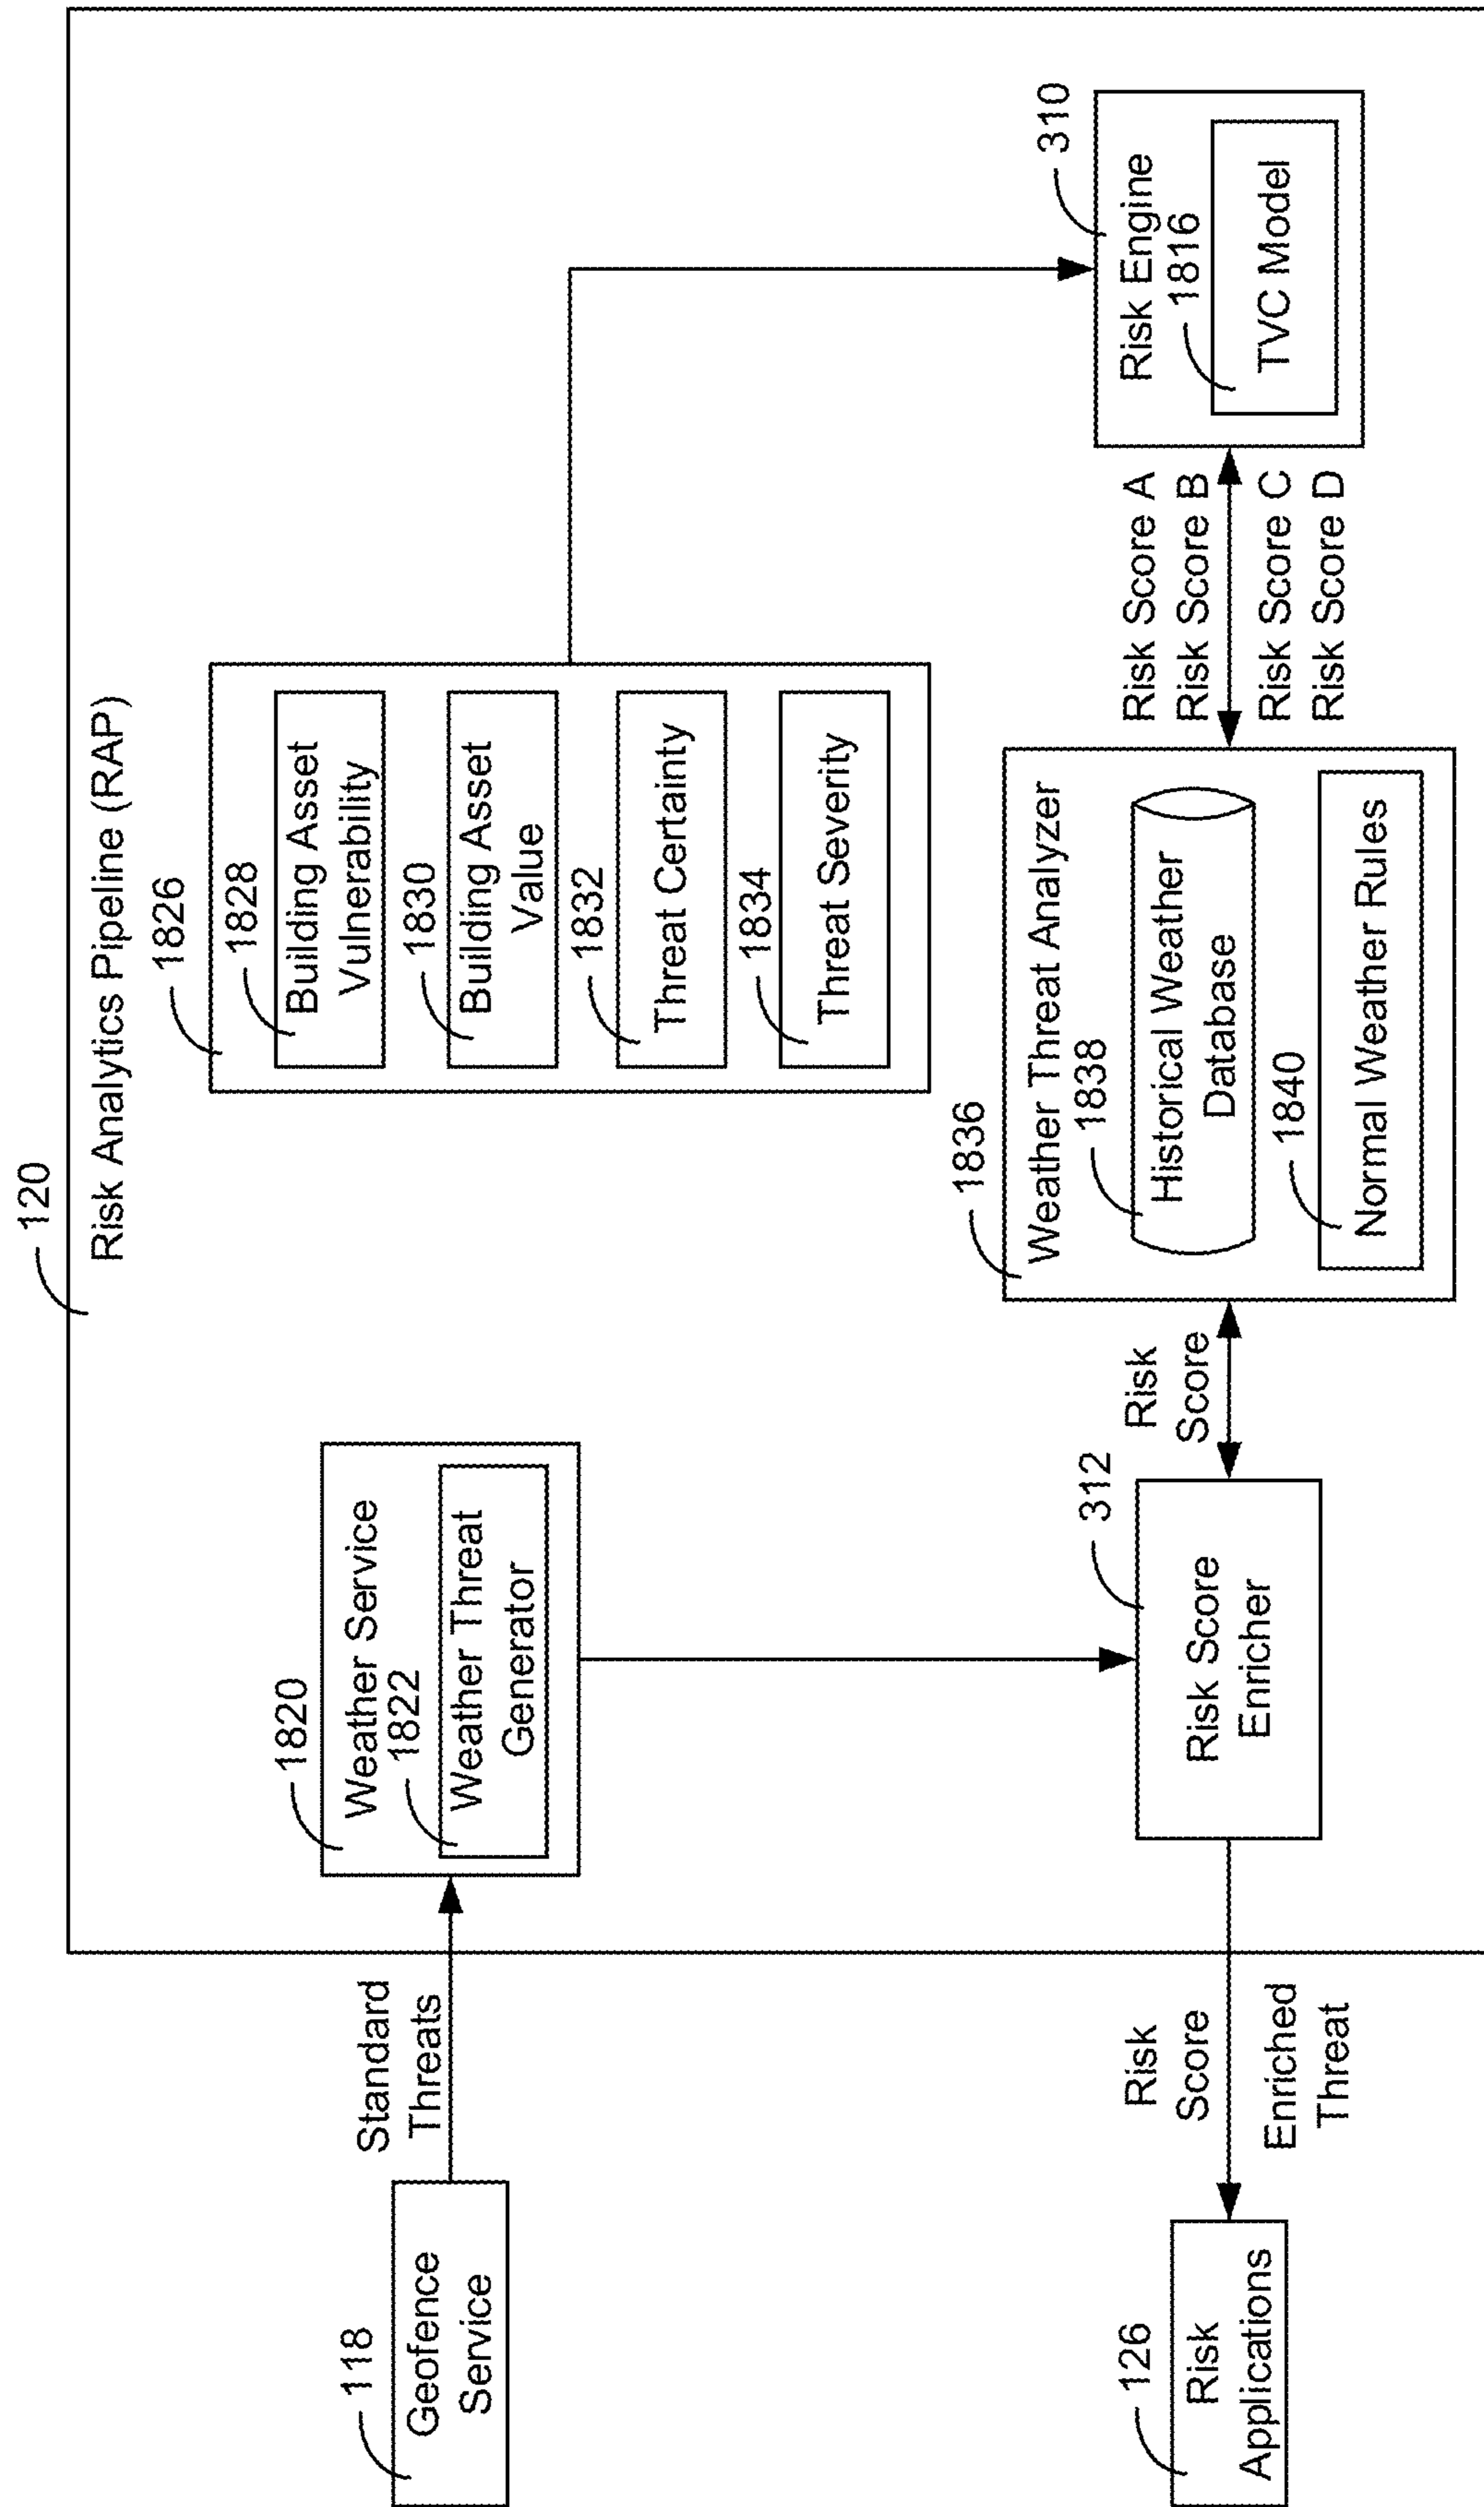 120
Risk Analytics Pipeline (RAP)
118
Geofence
Service
Standard
Threats
1820
Weather Service
1822
Weather Threat
Generator
1826
1828
Building Asset
Vulnerability
1830
Building Asset
Value
1832
Threat Certainty
1834
Threat Severity
126
Risk
Applications
Risk
Score
Enriched
Threat
312
Risk Score
Enricher
Risk
Score
1836
Weather Threat Analyzer
1838
Historical Weather
Database
1840
Normal Weather Rules
Risk Score A
Risk Score B
Risk Score C
Risk Score D
310
Risk Engine
1816
TVC Model